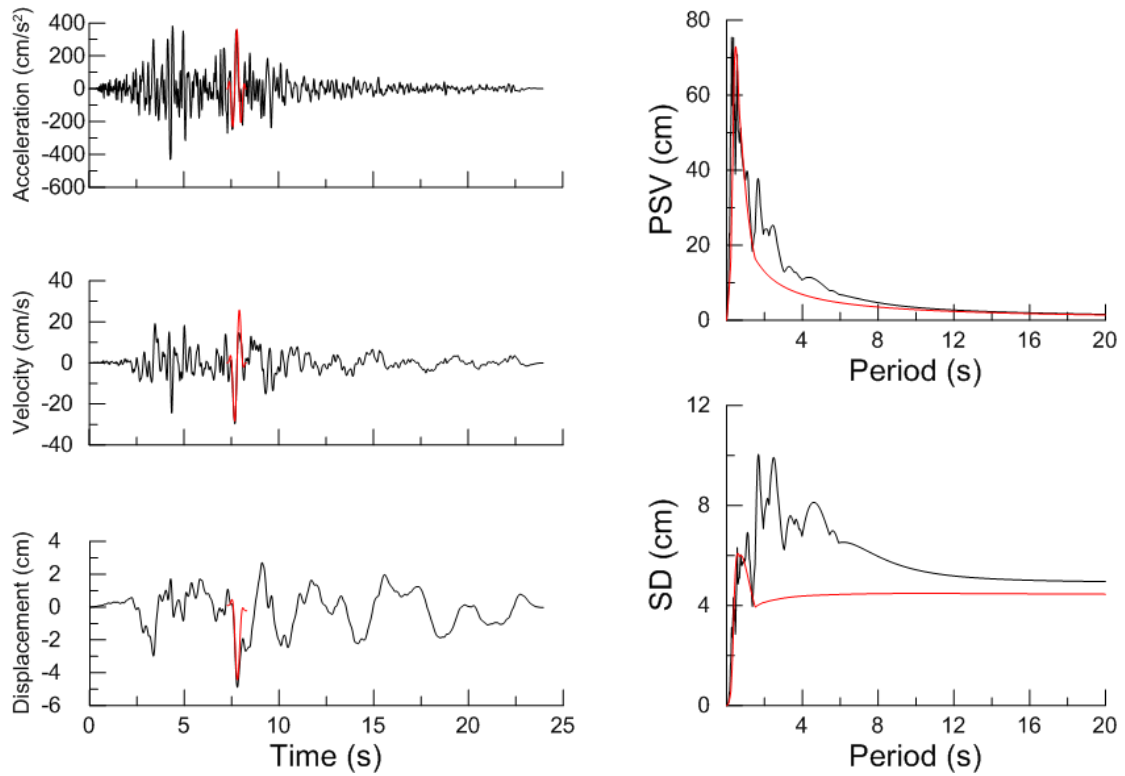 Acceleration (cm/s²)
400
200
0
-200
-400
-600
Velocity (cm/s)
40
20
0
-20
-40
Displacement (cm)
4
2
0
-2
-4
-6
0 5 10 15 20 25
Time (s)
PSV (cm)
80
60
40
20
0
4 8 12 16 20
Period (s)
SD (cm)
12
8
4
0
4 8 12 16 20
Period (s)